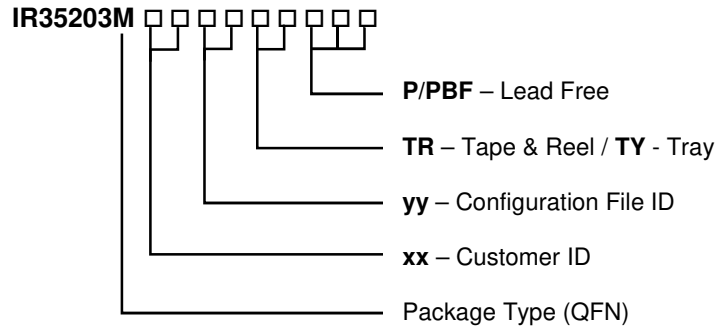 IR35203M □ □ □ □ □ □ □ □ □
P/PBF – Lead Free
TR – Tape & Reel / TY - Tray
yy – Configuration File ID
xx – Customer ID
Package Type (QFN)